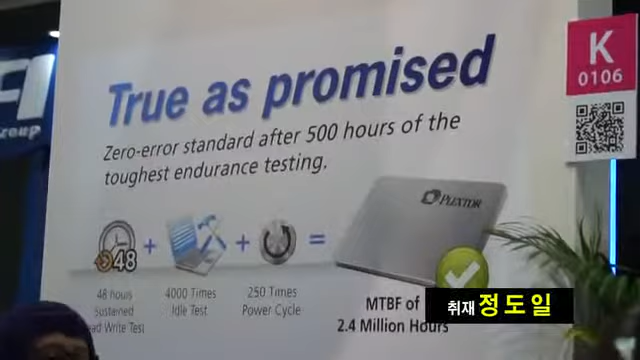 True as promised
K
0106
Group
Zero-error standard after 500 hours of the
toughest endurance testing.
PLEXTOR
48
+
+
=
48 hours
Sustained
Write Test
4000 Times
Idle Test
250 Times
Power Cycle
MTBF of
2.4 Million Hours
취재 정도일